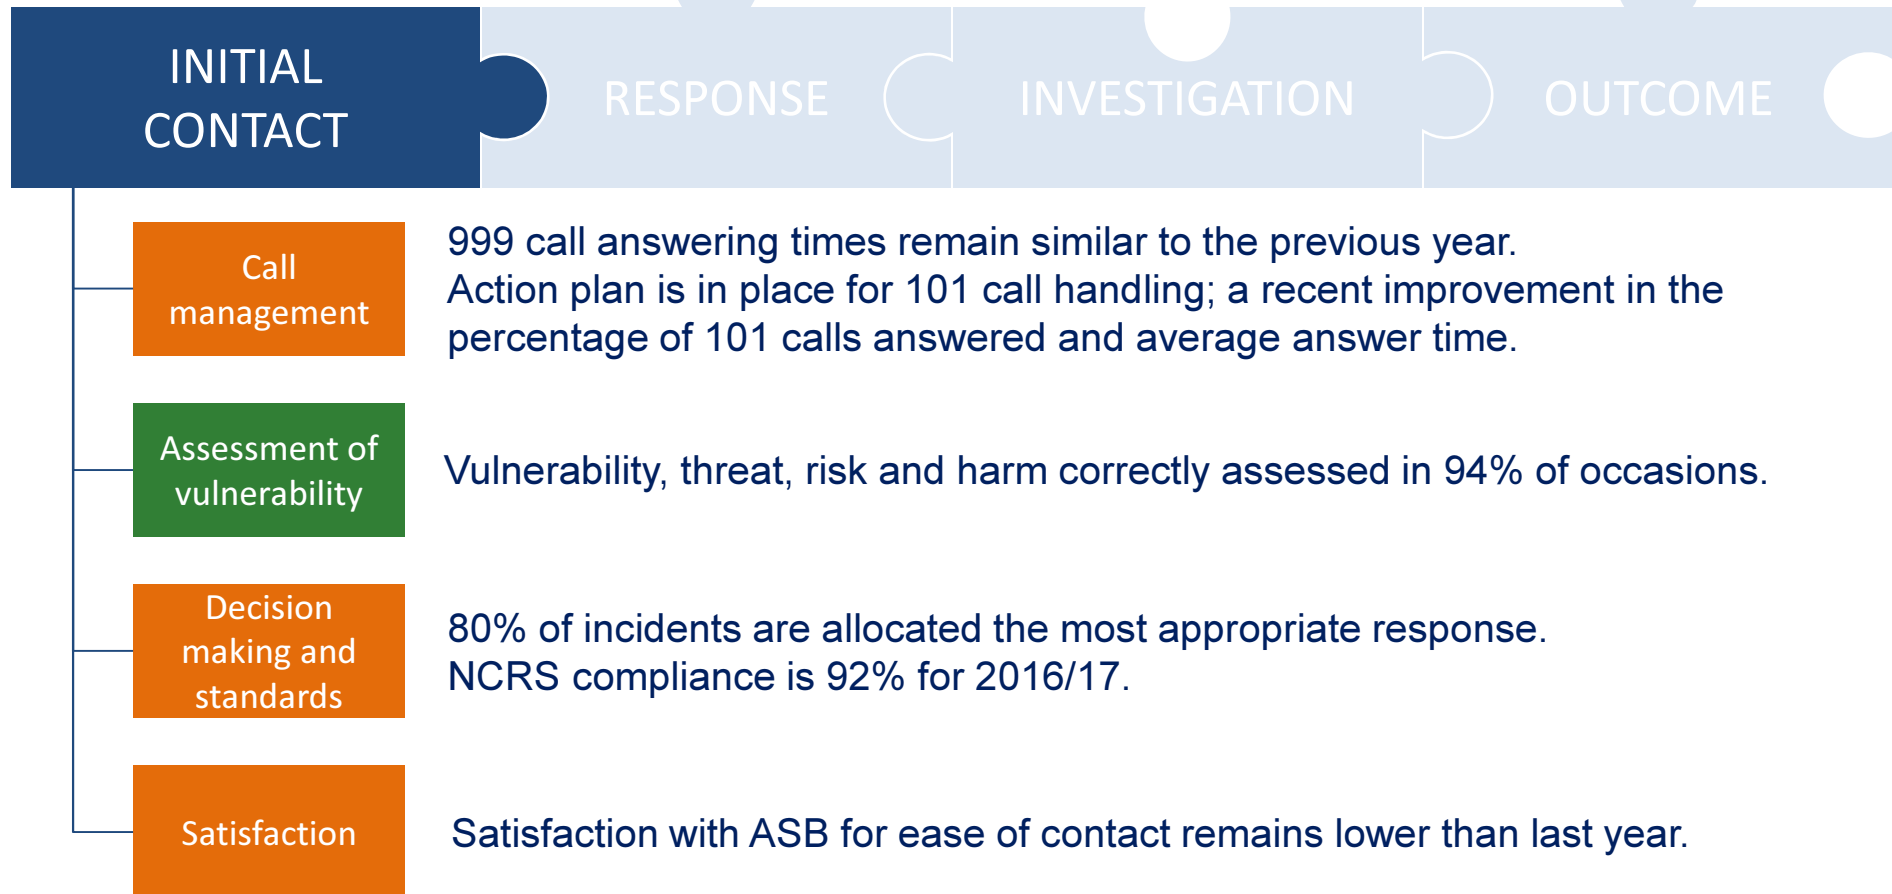 INITIAL
CONTACT
RESPONSE
INVESTIGATION
OUTCOME
Call
management
999 call answering times remain similar to the previous year.
Action plan is in place for 101 call handling; a recent improvement in the
percentage of 101 calls answered and average answer time.
Assessment of
vulnerability
Vulnerability, threat, risk and harm correctly assessed in 94% of occasions.
Decision
making and
standards
80% of incidents are allocated the most appropriate response.
NCRS compliance is 92% for 2016/17.
Satisfaction
Satisfaction with ASB for ease of contact remains lower than last year.